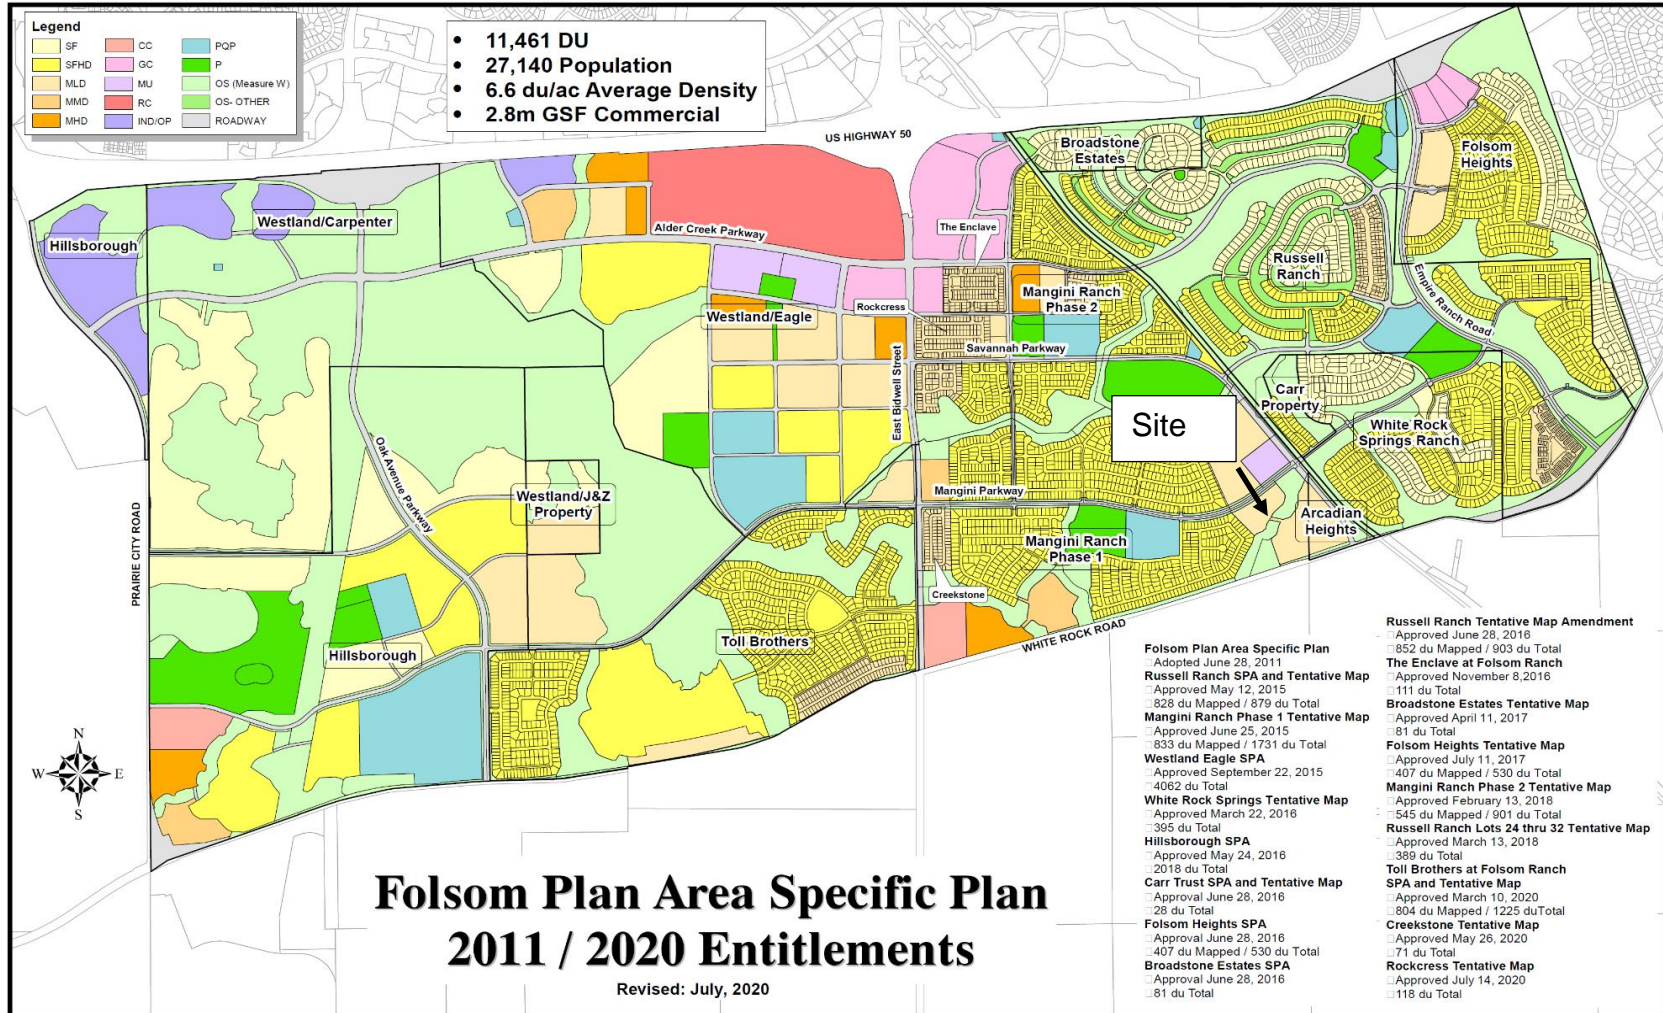 Legend
SF
SFHD
MLD
MMD
MHD
CC
GC
MU
RC
IND/OP
PQP
P
OS (Measure W)
OS- OTHER
ROADWAY
• 11,461 DU
• 27,140 Population
• 6.6 du/ac Average Density
• 2.8m GSF Commercial
US HIGHWAY 50
Broadstone
Estates
Folsom
Heights
Hillsborough
Westland/Carpenter
Alder Creek Parkway
The Enclave
Russell
Ranch
Empire Ranch Road
Mangini Ranch
Phase 2
Rockcress
Westland/Eagle
Savannah Parkway
East Bidwell Street
Carr
Property
Site
White Rock
Springs Ranch
Oak Avenue Parkway
Westland/J&Z
Property
Mangini Parkway
Arcadian
Heights
PRAIRIE CITY ROAD
Mangini Ranch
Phase 1
Creekstone
Toll Brothers
Hillsborough
WHITE ROCK ROAD
N
W
E
S
Folsom Plan Area Specific Plan
Adopted June 28, 2011
Russell Ranch SPA and Tentative Map
Approved May 12, 2015
828 du Mapped / 879 du Total
Mangini Ranch Phase 1 Tentative Map
Approved June 25, 2015
833 du Mapped / 1731 du Total
Westland Eagle SPA
Approved September 22, 2015
4062 du Total
White Rock Springs Tentative Map
Approved March 22, 2016
395 du Total
Hillsborough SPA
Approved May 24, 2016
2018 du Total
Carr Trust SPA and Tentative Map
Approval June 28, 2016
28 du Total
Folsom Heights SPA
Approval June 28, 2016
407 du Mapped / 530 du Total
Broadstone Estates SPA
Approval June 28, 2016
81 du Total
Russell Ranch Tentative Map Amendment
Approved June 28, 2016
852 du Mapped / 903 du Total
The Enclave at Folsom Ranch
Approved November 8,2016
111 du Total
Broadstone Estates Tentative Map
Approved April 11, 2017
81 du Total
Folsom Heights Tentative Map
Approved July 11, 2017
407 du Mapped / 530 du Total
Mangini Ranch Phase 2 Tentative Map
Approved February 13, 2018
545 du Mapped / 901 du Total
Russell Ranch Lots 24 thru 32 Tentative Map
Approved March 13, 2018
389 du Total
Toll Brothers at Folsom Ranch
SPA and Tentative Map
Approved March 10, 2020
804 du Mapped / 1225 duTotal
Creekstone Tentative Map
Approved May 26, 2020
71 du Total
Rockcress Tentative Map
Approved July 14, 2020
118 du Total
Folsom Plan Area Specific Plan
2011 / 2020 Entitlements
Revised: July, 2020